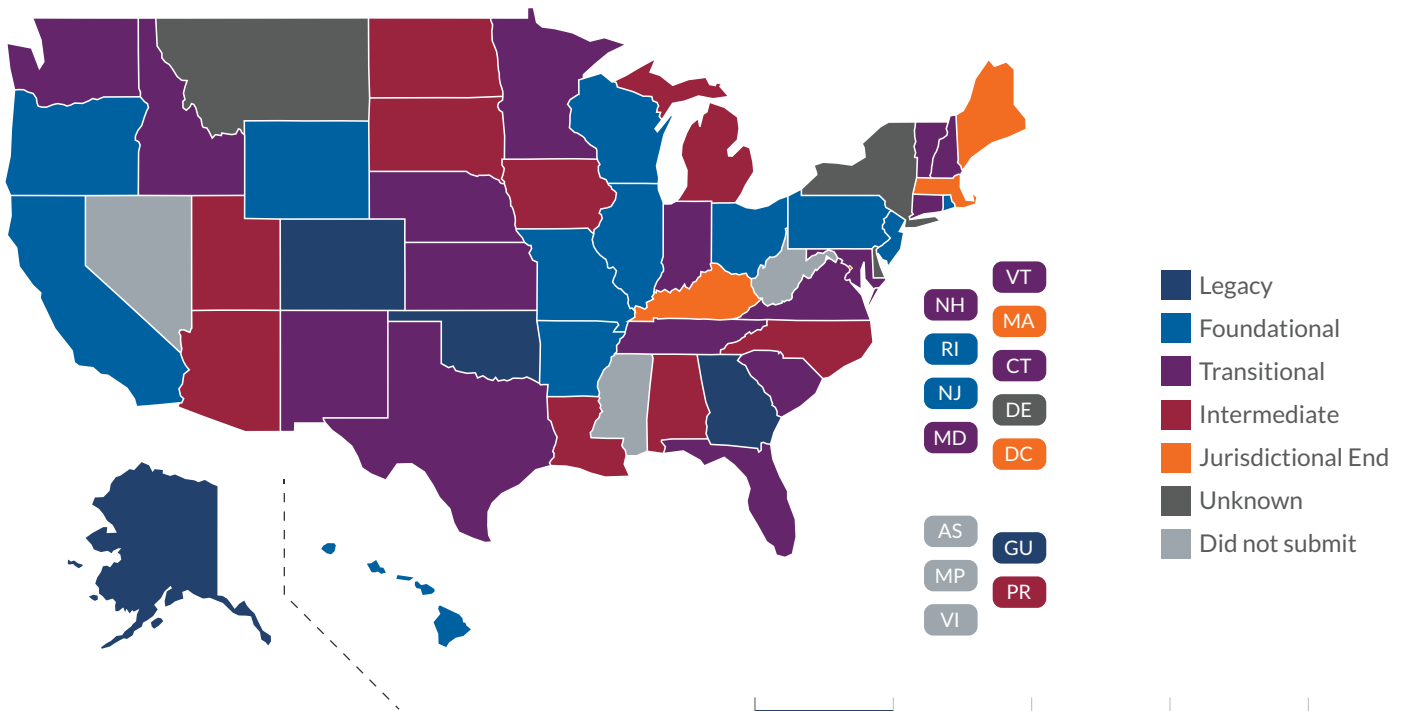 VT
NH
MA
RI
CT
NJ
DE
MD
DC
AS
GU
MP
PR
VI
Legacy
Foundational
Transitional
Intermediate
Jurisdictional End
Unknown
Did not submit